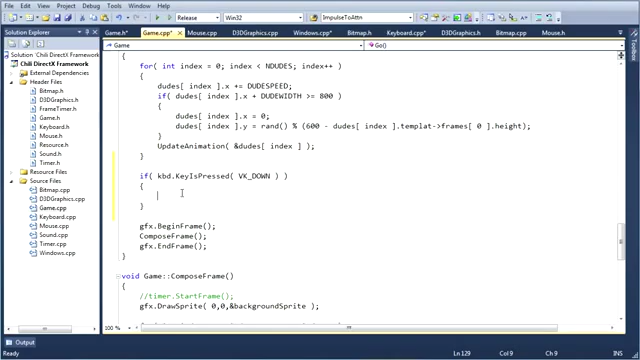 File Edit View Go Tools Window Help
Release Win32 ImpulseToAttn
Solution Explorer
Game.h* Game.cpp* Mouse.cpp D3DGraphics.cpp Windows.cpp* Bitmap.h Keyboard.cpp* D3DGraphics.h Mouse.h
Game Go()
Solution 'Chili DirectX Framework'
Chili DirectX Framework
External Dependencies
Header Files
Bitmap.h
D3DGraphics.h
FrameTimer.h
Game.h
Keyboard.h
Mouse.h
Resource.h
Sound.h
Timer.h
Resource Files
Source Files
Bitmap.cpp
D3DGraphics.cpp
Game.cpp
Keyboard.cpp
Mouse.cpp
Sound.cpp
Timer.cpp
Windows.cpp
for( int index = 0; index < NDUDES; index++ )
{
dudes[ index ].x += DUDESPEED;
if( dudes[ index ].x + DUDEWIDTH >= 800 )
{
dudes[ index ].x = 0;
dudes[ index ].y = rand() % (600 - dudes[ index ].templat->frames[ 0 ].height);
}
UpdateAnimation( &dudes[ index ] );
}
if( kbd.KeyIsPressed( VK_DOWN ) )
{
}
gfx.BeginFrame();
ComposeFrame();
gfx.EndFrame();
}
void Game::ComposeFrame()
{
//timer.StartFrame();
gfx.DrawSprite( 0,0,&backgroundSprite );
100 %
Toolbox
Output
Ready Ln 129 Col 9 Ch 9 INS